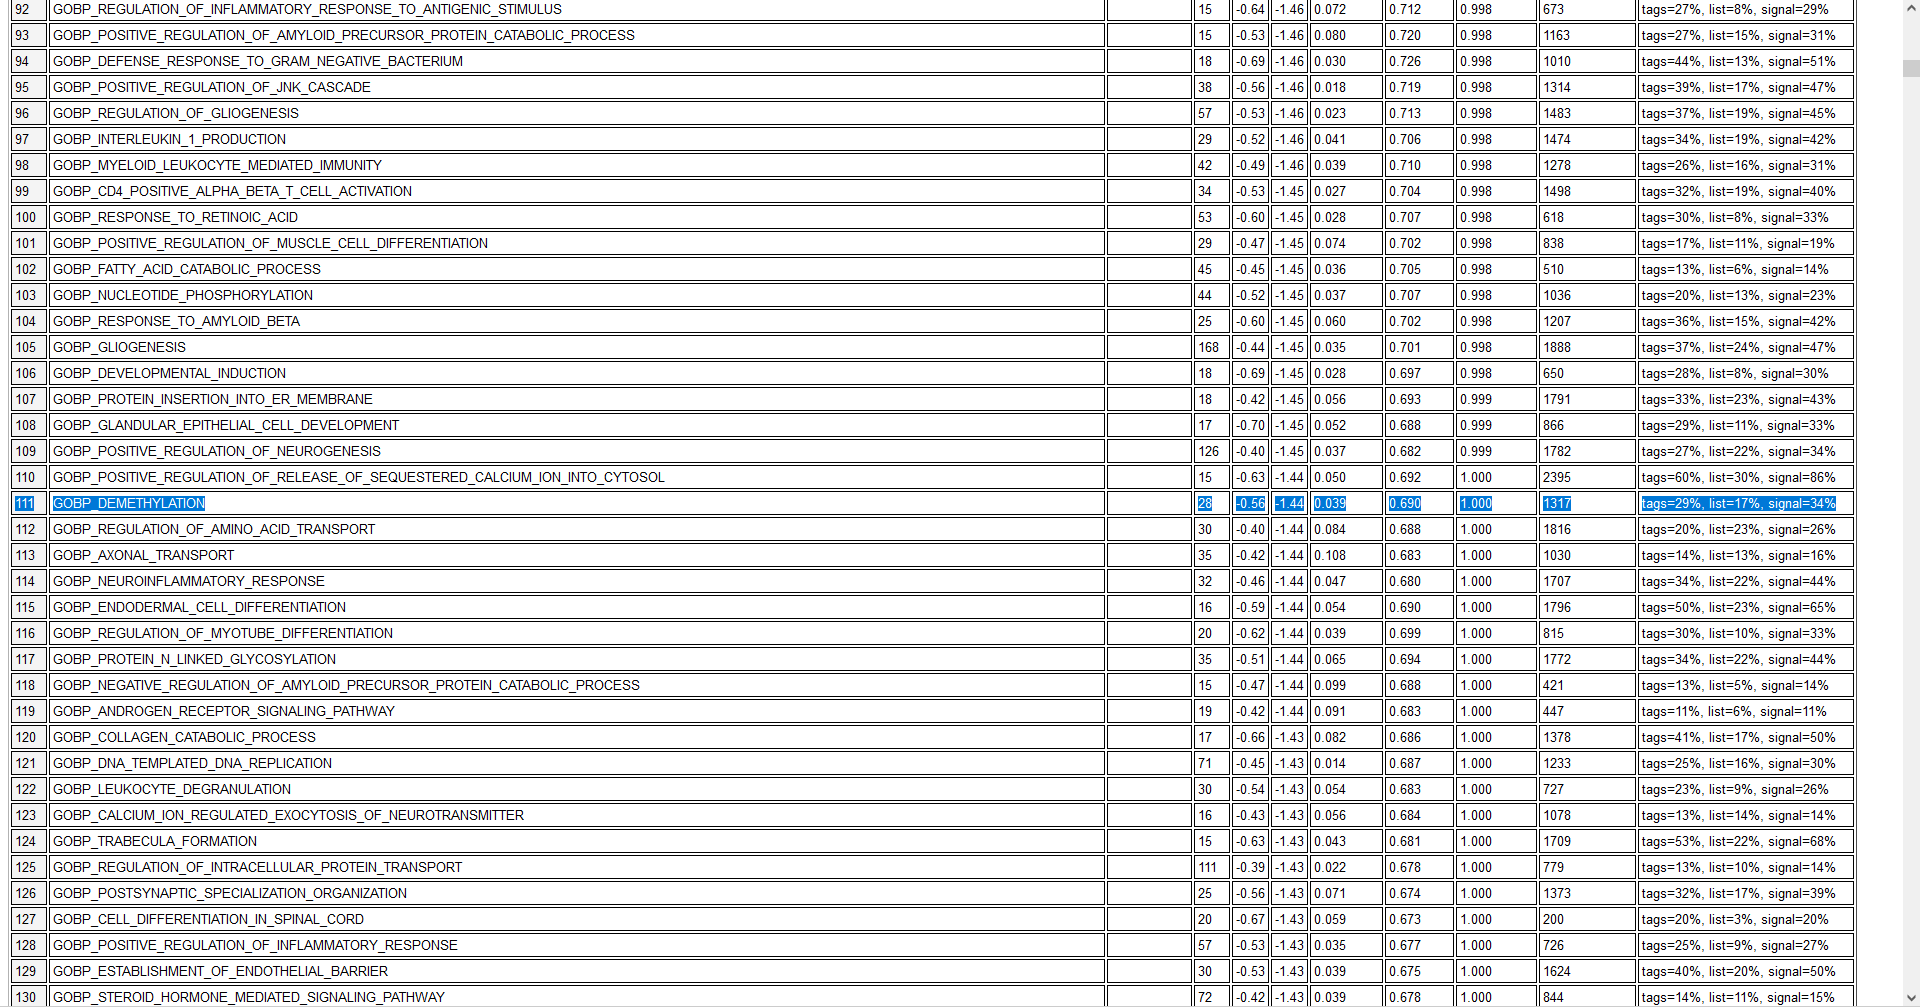 92 GOBP_REGULATION_OF_INFLAMMATORY_RESPONSE_TO_ANTIGENIC_STIMULUS 15 -0.64 -1.46 0.072 0.712 0.998 673 tags=27%, list=8%, signal=29%
93 GOBP_POSITIVE_REGULATION_OF_AMYLOID_PRECURSOR_PROTEIN_CATABOLIC_PROCESS 15 -0.53 -1.46 0.080 0.720 0.998 1163 tags=27%, list=15%, signal=31%
94 GOBP_DEFENSE_RESPONSE_TO_GRAM_NEGATIVE_BACTERIUM 18 -0.69 -1.46 0.030 0.726 0.998 1010 tags=44%, list=13%, signal=51%
95 GOBP_POSITIVE_REGULATION_OF_JNK_CASCADE 38 -0.56 -1.46 0.018 0.719 0.998 1314 tags=39%, list=17%, signal=47%
96 GOBP_REGULATION_OF_GLIOGENESIS 57 -0.53 -1.46 0.023 0.713 0.998 1483 tags=37%, list=19%, signal=45%
97 GOBP_INTERLEUKIN_1_PRODUCTION 29 -0.52 -1.46 0.041 0.706 0.998 1474 tags=34%, list=19%, signal=42%
98 GOBP_MYELOID_LEUKOCYTE_MEDIATED_IMMUNITY 42 -0.49 -1.46 0.039 0.710 0.998 1278 tags=26%, list=16%, signal=31%
99 GOBP_CD4_POSITIVE_ALPHA_BETA_T_CELL_ACTIVATION 34 -0.53 -1.45 0.027 0.704 0.998 1498 tags=32%, list=19%, signal=40%
100 GOBP_RESPONSE_TO_RETINOIC_ACID 53 -0.60 -1.45 0.028 0.707 0.998 618 tags=30%, list=8%, signal=33%
101 GOBP_POSITIVE_REGULATION_OF_MUSCLE_CELL_DIFFERENTIATION 29 -0.47 -1.45 0.074 0.702 0.998 838 tags=17%, list=11%, signal=19%
102 GOBP_FATTY_ACID_CATABOLIC_PROCESS 45 -0.45 -1.45 0.036 0.705 0.998 510 tags=13%, list=6%, signal=14%
103 GOBP_NUCLEOTIDE_PHOSPHORYLATION 44 -0.52 -1.45 0.037 0.707 0.998 1036 tags=20%, list=13%, signal=23%
104 GOBP_RESPONSE_TO_AMYLOID_BETA 25 -0.60 -1.45 0.060 0.702 0.998 1207 tags=36%, list=15%, signal=42%
105 GOBP_GLIOGENESIS 168 -0.44 -1.45 0.035 0.701 0.998 1888 tags=37%, list=24%, signal=47%
106 GOBP_DEVELOPMENTAL_INDUCTION 18 -0.69 -1.45 0.028 0.697 0.998 650 tags=28%, list=8%, signal=30%
107 GOBP_PROTEIN_INSERTION_INTO_ER_MEMBRANE 18 -0.42 -1.45 0.056 0.693 0.999 1791 tags=33%, list=23%, signal=43%
108 GOBP_GLANDULAR_EPITHELIAL_CELL_DEVELOPMENT 17 -0.70 -1.45 0.052 0.688 0.999 866 tags=29%, list=11%, signal=33%
109 GOBP_POSITIVE_REGULATION_OF_NEUROGENESIS 126 -0.40 -1.45 0.037 0.682 0.999 1782 tags=27%, list=22%, signal=34%
110 GOBP_POSITIVE_REGULATION_OF_RELEASE_OF_SEQUESTERED_CALCIUM_ION_INTO_CYTOSOL 15 -0.63 -1.44 0.050 0.692 1.000 2395 tags=60%, list=30%, signal=86%
111 GOBP_DEMETHYLATION 28 -0.56 -1.44 0.039 0.690 1.000 1317 tags=29%, list=17%, signal=34%
112 GOBP_REGULATION_OF_AMINO_ACID_TRANSPORT 30 -0.40 -1.44 0.084 0.688 1.000 1816 tags=20%, list=23%, signal=26%
113 GOBP_AXONAL_TRANSPORT 35 -0.42 -1.44 0.108 0.683 1.000 1030 tags=14%, list=13%, signal=16%
114 GOBP_NEUROINFLAMMATORY_RESPONSE 32 -0.46 -1.44 0.047 0.680 1.000 1707 tags=34%, list=22%, signal=44%
115 GOBP_ENDODERMAL_CELL_DIFFERENTIATION 16 -0.59 -1.44 0.054 0.690 1.000 1796 tags=50%, list=23%, signal=65%
116 GOBP_REGULATION_OF_MYOTUBE_DIFFERENTIATION 20 -0.62 -1.44 0.039 0.699 1.000 815 tags=30%, list=10%, signal=33%
117 GOBP_PROTEIN_N_LINKED_GLYCOSYLATION 35 -0.51 -1.44 0.065 0.694 1.000 1772 tags=34%, list=22%, signal=44%
118 GOBP_NEGATIVE_REGULATION_OF_AMYLOID_PRECURSOR_PROTEIN_CATABOLIC_PROCESS 15 -0.47 -1.44 0.099 0.688 1.000 421 tags=13%, list=5%, signal=14%
119 GOBP_ANDROGEN_RECEPTOR_SIGNALING_PATHWAY 19 -0.42 -1.44 0.091 0.683 1.000 447 tags=11%, list=6%, signal=11%
120 GOBP_COLLAGEN_CATABOLIC_PROCESS 17 -0.66 -1.43 0.082 0.686 1.000 1378 tags=41%, list=17%, signal=50%
121 GOBP_DNA_TEMPLATED_DNA_REPLICATION 71 -0.45 -1.43 0.014 0.687 1.000 1233 tags=25%, list=16%, signal=30%
122 GOBP_LEUKOCYTE_DEGRANULATION 30 -0.54 -1.43 0.054 0.683 1.000 727 tags=23%, list=9%, signal=26%
123 GOBP_CALCIUM_ION_REGULATED_EXOCYTOSIS_OF_NEUROTRANSMITTER 16 -0.43 -1.43 0.056 0.684 1.000 1078 tags=13%, list=14%, signal=14%
124 GOBP_TRABECULA_FORMATION 15 -0.63 -1.43 0.043 0.681 1.000 1709 tags=53%, list=22%, signal=68%
125 GOBP_REGULATION_OF_INTRACELLULAR_PROTEIN_TRANSPORT 111 -0.39 -1.43 0.022 0.678 1.000 779 tags=13%, list=10%, signal=14%
126 GOBP_POSTSYNAPTIC_SPECIALIZATION_ORGANIZATION 25 -0.56 -1.43 0.071 0.674 1.000 1373 tags=32%, list=17%, signal=39%
127 GOBP_CELL_DIFFERENTIATION_IN_SPINAL_CORD 20 -0.67 -1.43 0.059 0.673 1.000 200 tags=20%, list=3%, signal=20%
128 GOBP_POSITIVE_REGULATION_OF_INFLAMMATORY_RESPONSE 57 -0.53 -1.43 0.035 0.677 1.000 726 tags=25%, list=9%, signal=27%
129 GOBP_ESTABLISHMENT_OF_ENDOTHELIAL_BARRIER 30 -0.53 -1.43 0.039 0.675 1.000 1624 tags=40%, list=20%, signal=50%
130 GOBP_STEROID_HORMONE_MEDIATED_SIGNALING_PATHWAY 72 -0.42 -1.43 0.039 0.678 1.000 844 tags=14%, list=11%, signal=15%